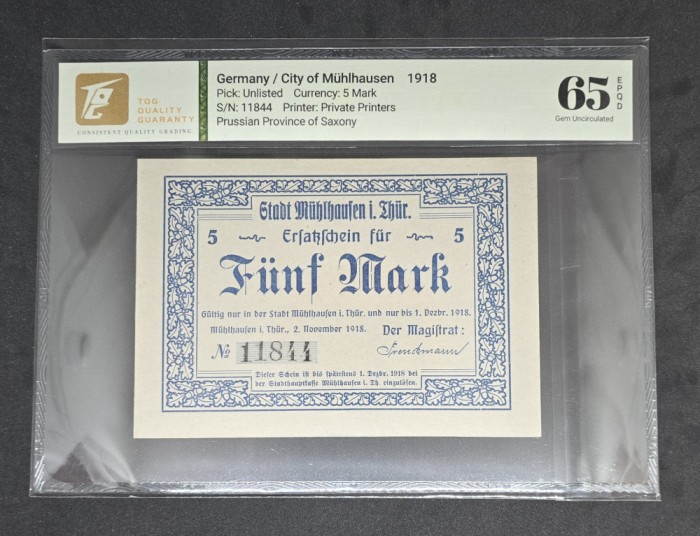 Germany / City of Mühlhausen 1918
Pick: Unlisted Currency: 5 Mark
S/N: 11844 Printer: Private Printers
Prussian Province of Saxony
TQG
QUALITY
GUARANTY
CONSISTENT QUALITY GRADING
65 EPQD
Gem Uncirculated
Stadt Mühlhausen i. Thür.
5 Ersatzschein für 5
Fünf Mark
Gültig nur in der Stadt Mühlhausen i. Thür. und nur bis 1. Dezbr. 1918.
Mühlhausen i. Thür., 2. November 1918. Der Magistrat:
No 11844
Dieser Schein ist bis spätestens 1. Dezbr. 1918 bei
der Stadthauptkasse Mühlhausen i. Th. einzulösen.